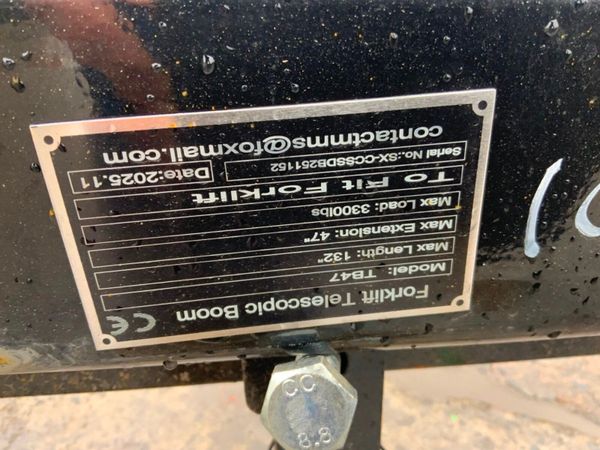 Forklift Telescopic Boom CE
Model: TB47
Max Length: 132"
Max Extension: 47"
Max Load: 3300lbs
To Fit Forklift
Serial No.:SX-CCSSDB251152 Date:2025.11
contactmms@foxmail.com
CC
8.8